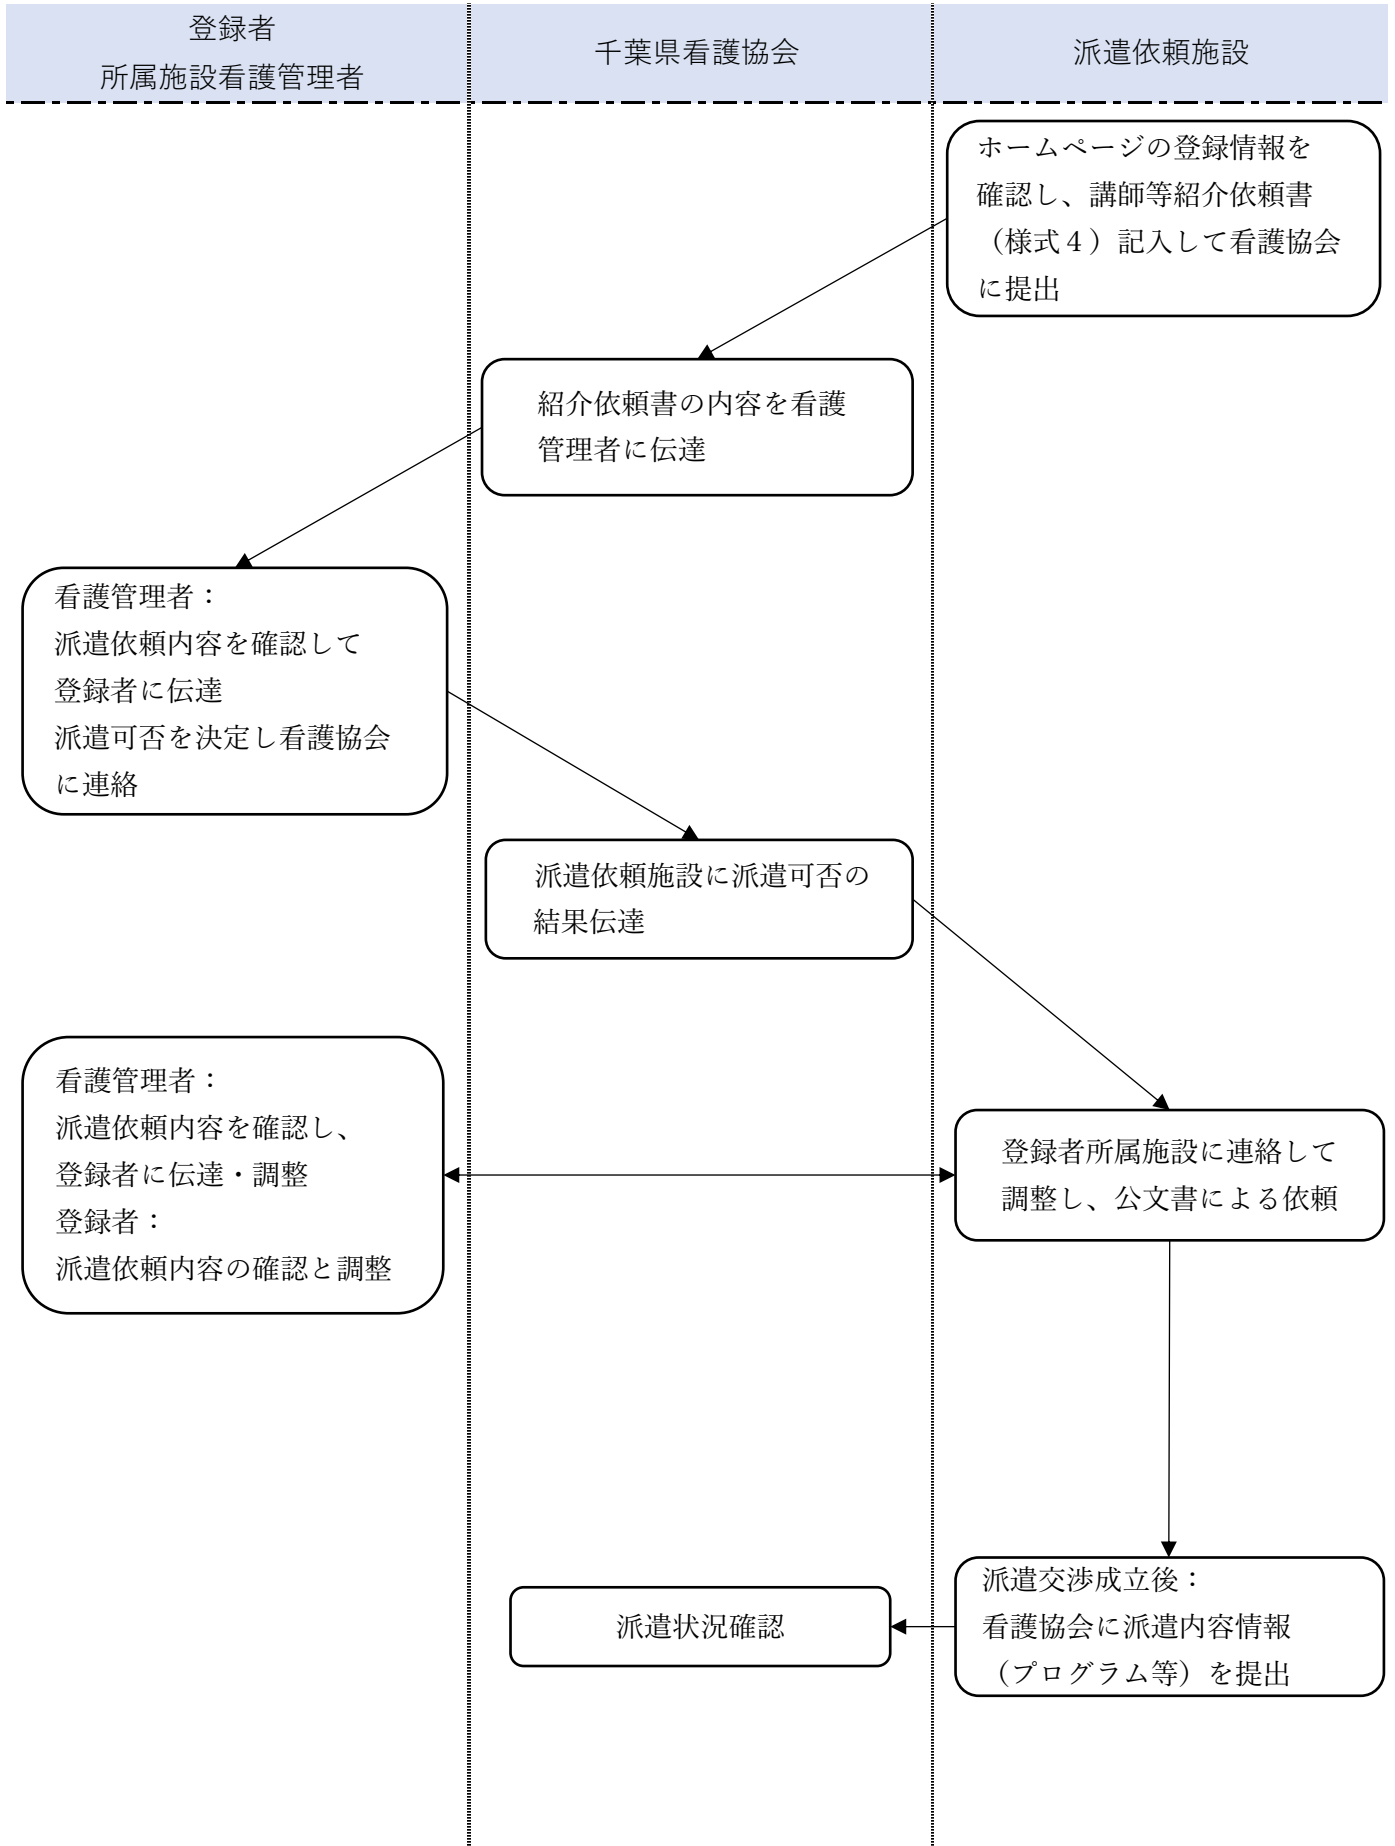 登録者
所属施設看護管理者
千葉県看護協会
派遣依頼施設
ホームページの登録情報を
確認し、講師等紹介依頼書
（様式４）記入して看護協会
に提出
紹介依頼書の内容を看護
管理者に伝達
看護管理者：
派遣依頼内容を確認して
登録者に伝達
派遣可否を決定し看護協会
に連絡
派遣依頼施設に派遣可否の
結果伝達
看護管理者：
派遣依頼内容を確認し、
登録者に伝達・調整
登録者：
派遣依頼内容の確認と調整
登録者所属施設に連絡して
調整し、公文書による依頼
派遣交渉成立後：
看護協会に派遣内容情報
（プログラム等）を提出
派遣状況確認